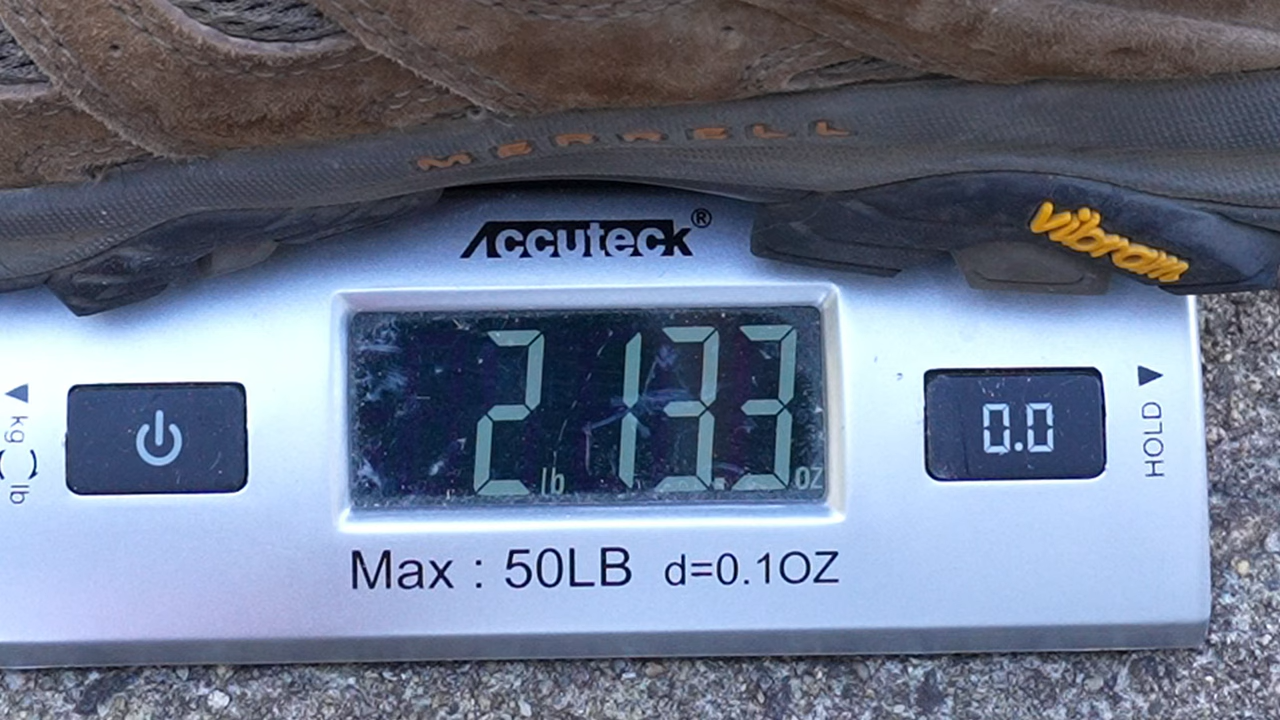 MERRELL
vibram
Accuteck®
2 lb 13.3 oz
0.0
HOLD
kg
lb
Max : 50LB d=0.1OZ